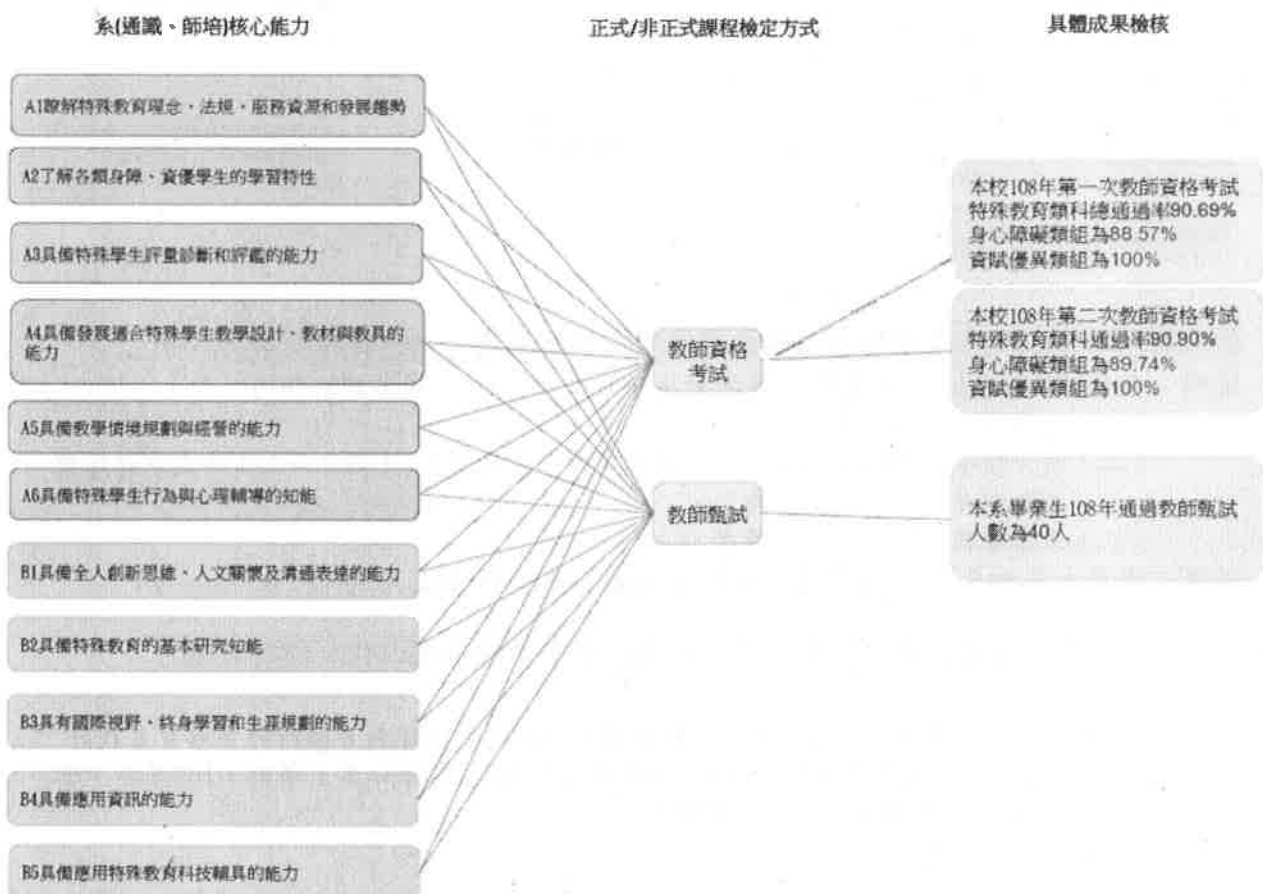 系(通識、師培)核心能力
正式/非正式課程檢定方式
具體成果檢核
A1瞭解特殊教育理念、法規、服務資源和發展趨勢
A2了解各類身障、資優學生的學習特性
A3具備特殊學生評量診斷和評鑑的能力
A4具備發展適合特殊學生教學設計、教材與教具的
能力
A5具備教學情境規劃與經營的能力
A6具備特殊學生行為與心理輔導的知能
B1具備全人創新思維、人文關懷及溝通表達的能力
B2具備特殊教育的基本研究知能
B3具有國際視野、終身學習和生涯規劃的能力
B4具備應用資訊的能力
B5具備應用特殊教育科技輔具的能力
教師資格
考試
教師甄試
本校108年第一次教師資格考試
特殊教育類科總通過率90.69%
身心障礙類組為88.57%
資賦優異類組為100%
本校108年第二次教師資格考試
特殊教育類科通過率90.90%
身心障礙類組為89.74%
資賦優異類組為100%
本系畢業生108年通過教師甄試
人數為40人